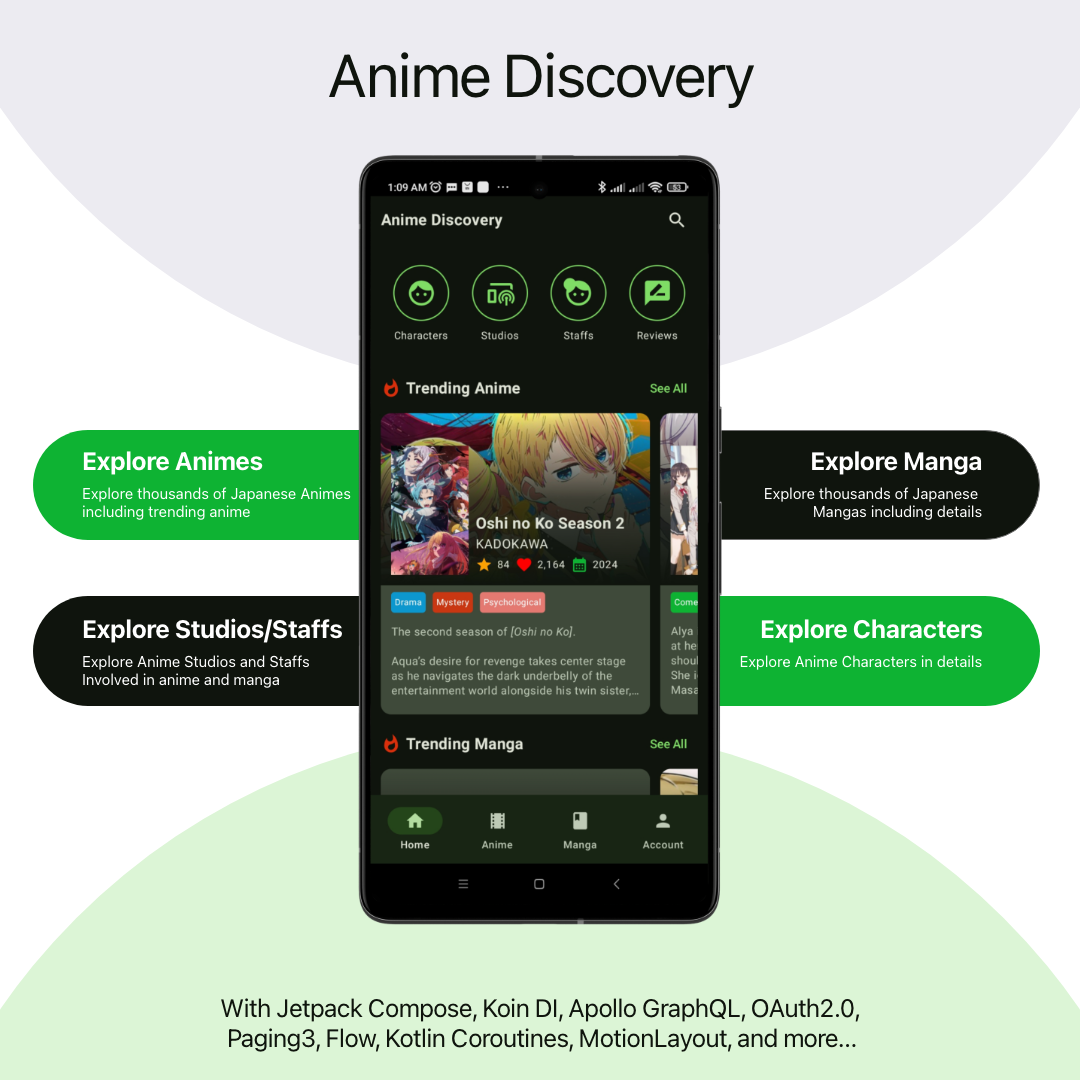 Anime Discovery
1:09 AM
53
Anime Discovery
Characters
Studios
Staffs
Reviews
Trending Anime
See All
Oshi no Ko Season 2
KADOKAWA
84
2,164
2024
Drama
Mystery
Psychological
The second season of [Oshi no Ko].
Aqua's desire for revenge takes center stage
as he navigates the dark underbelly of the
entertainment world alongside his twin sister,...
Come
Alya
at he
shoul
She i
Masa
Trending Manga
See All
Home
Anime
Manga
Account
Explore Animes
Explore thousands of Japanese Animes
including trending anime
Explore Manga
Explore thousands of Japanese
Mangas including details
Explore Studios/Staffs
Explore Anime Studios and Staffs
Involved in anime and manga
Explore Characters
Explore Anime Characters in details
With Jetpack Compose, Koin DI, Apollo GraphQL, OAuth2.0,
Paging3, Flow, Kotlin Coroutines, MotionLayout, and more...